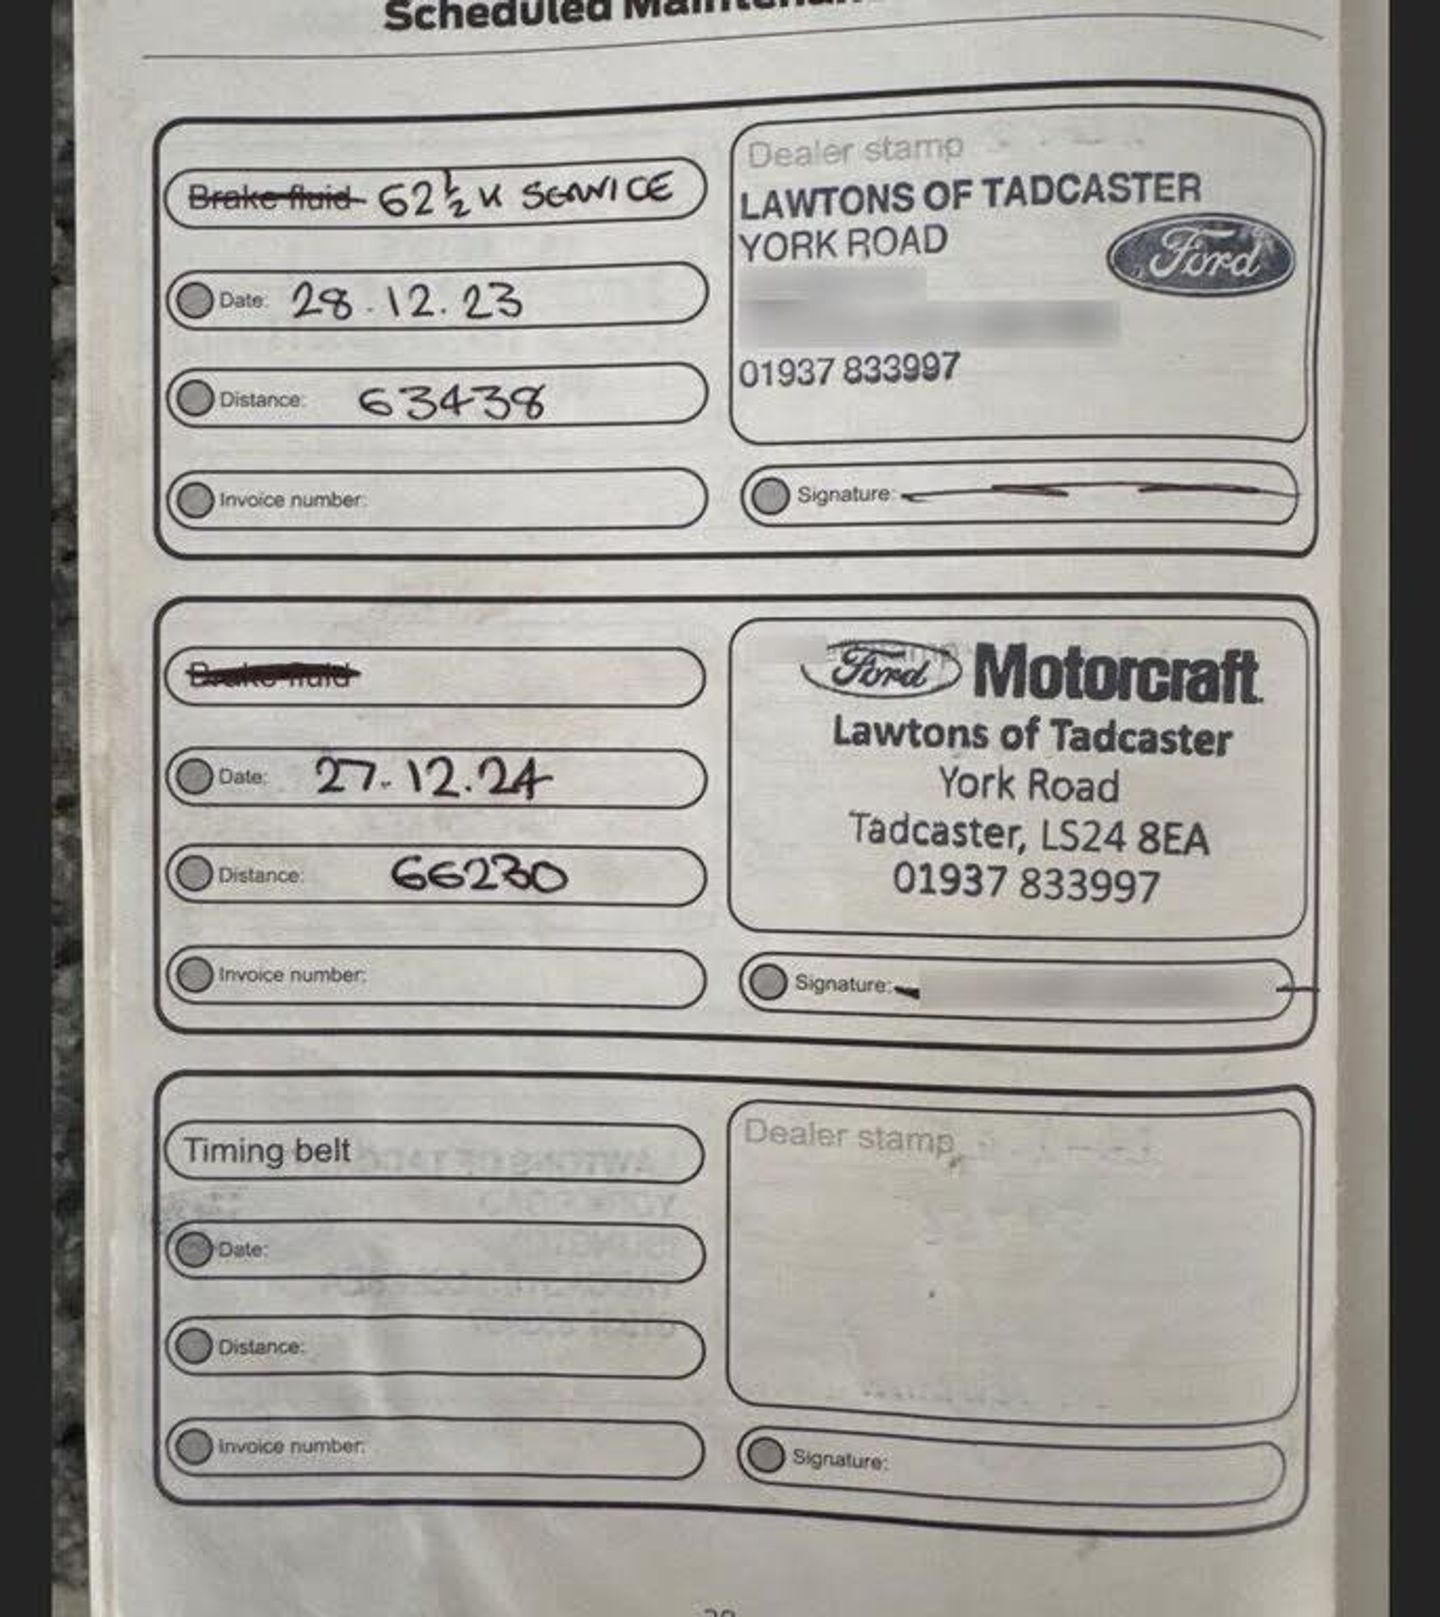 Scheduled
Brake fluid 62½ K SERVICE
Date: 28.12.23
Distance: 63438
Invoice number:
Dealer stamp
LAWTONS OF TADCASTER
YORK ROAD
Ford
01937 833997
Signature:
Brake fluid
Date: 27.12.24
Distance: 66230
Invoice number:
Ford Motorcraft
Lawtons of Tadcaster
York Road
Tadcaster, LS24 8EA
01937 833997
Signature:
Timing belt
Date:
Distance:
Invoice number:
Dealer stamp
Signature: